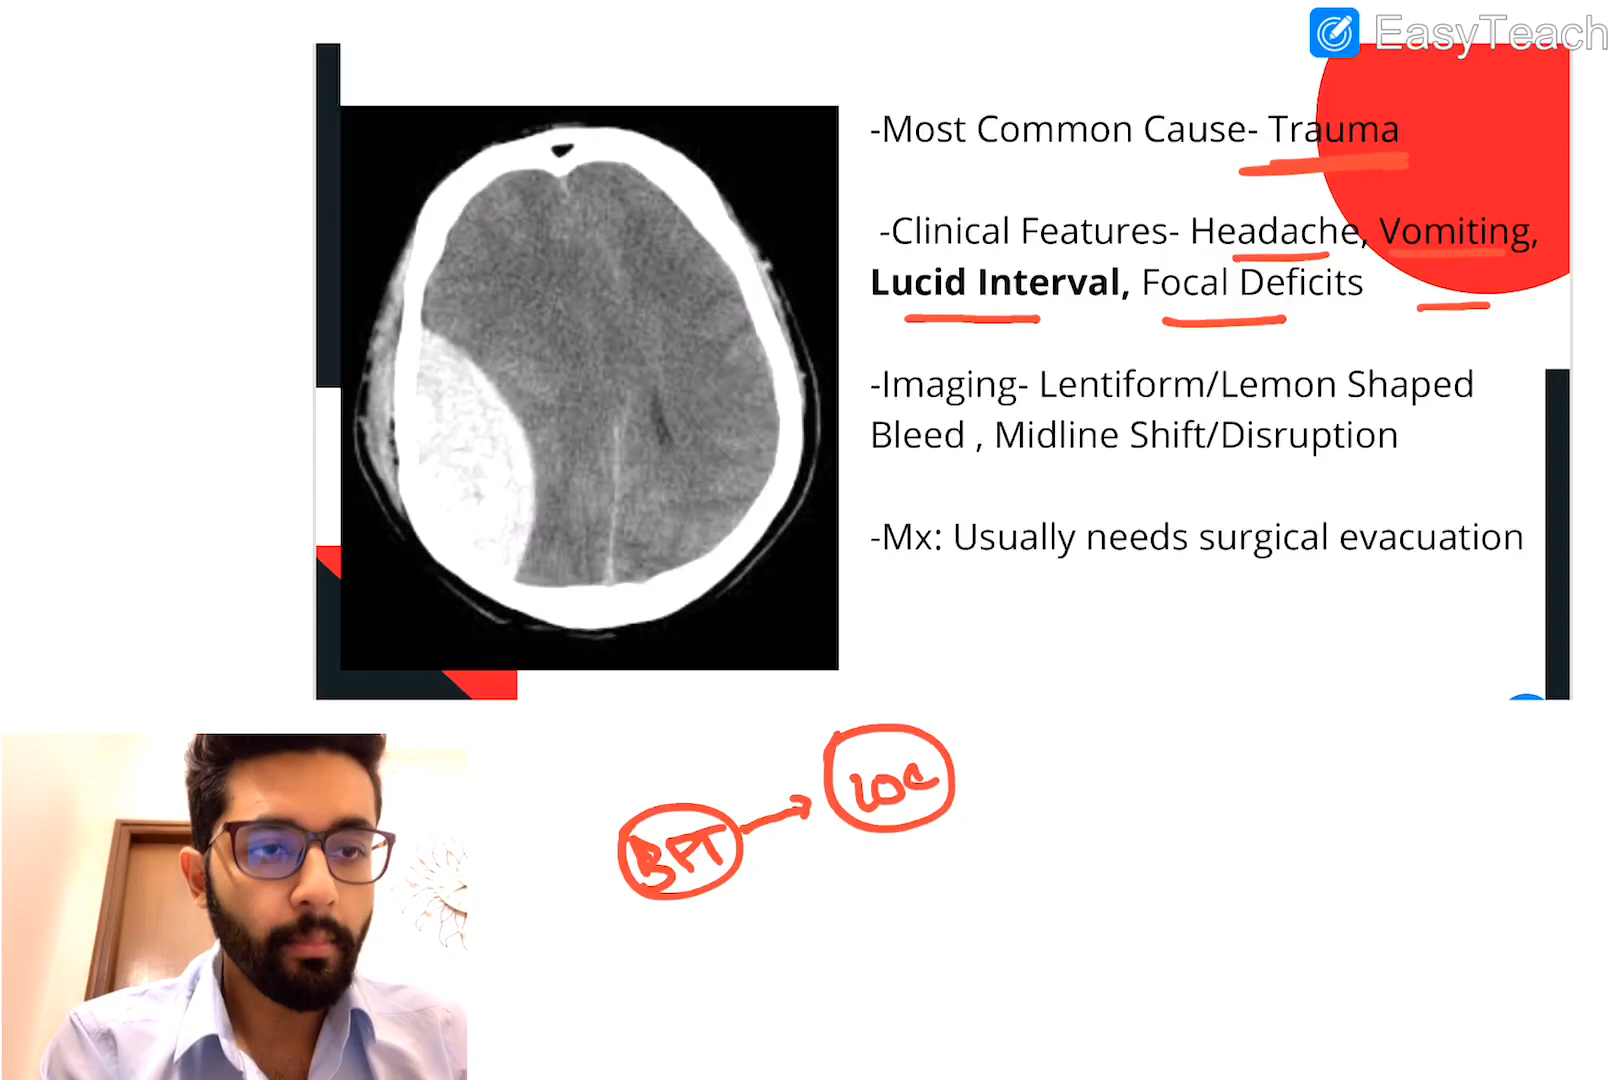 EasyTeach
-Most Common Cause- Trauma
-Clinical Features- Headache, Vomiting,
Lucid Interval, Focal Deficits
-Imaging- Lentiform/Lemon Shaped
Bleed , Midline Shift/Disruption
-Mx: Usually needs surgical evacuation
LOC
BFT